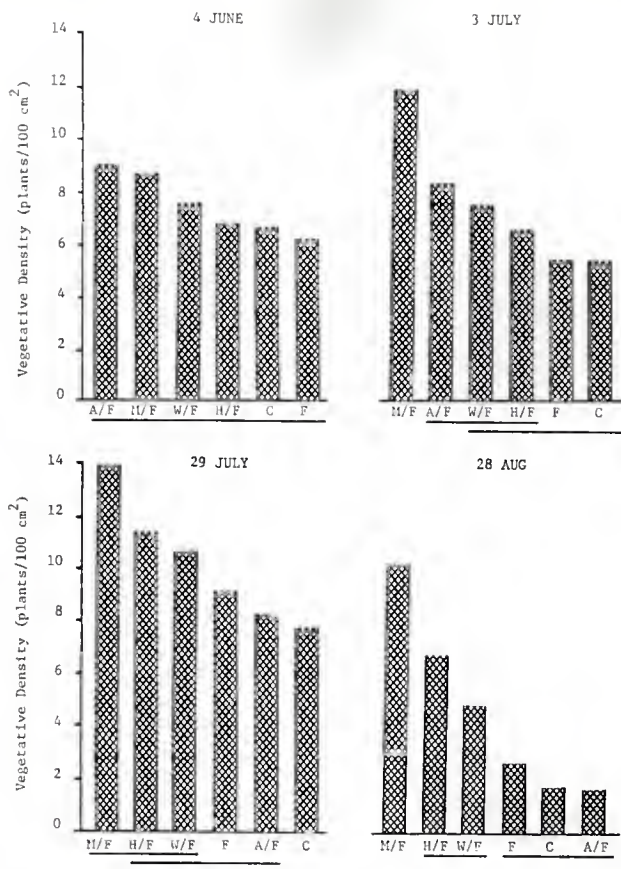 4 JUNE
3 JULY
Vegetative Density (plants/100 cm²)
14
12
10
8
6
4
2
0
A/F M/F W/F H/F C F
M/F A/F W/F H/F F C
29 JULY
28 AUG
Vegetative Density (plants/100 cm²)
14
12
10
8
6
4
2
0
M/F H/F W/F F A/F C
M/F H/F W/F F C A/F